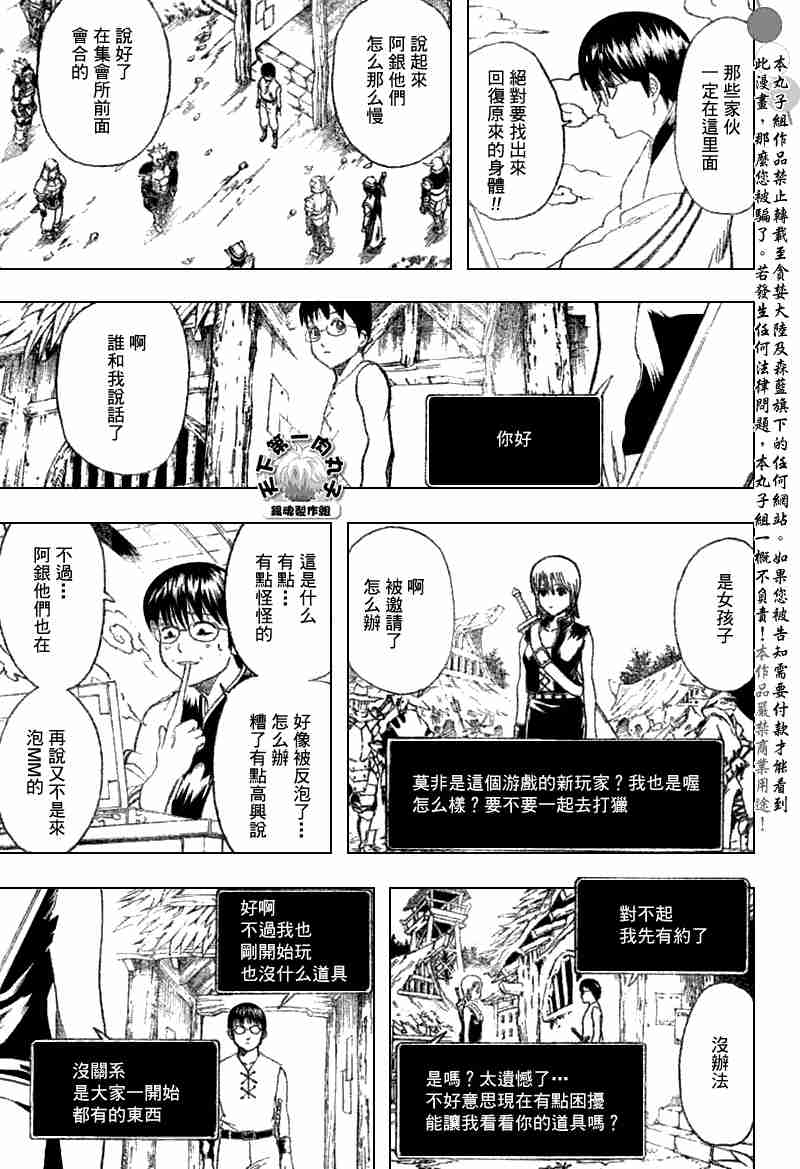 那些家伙
一定在這里面
絕對要找出來
回復原來的身體!!
說起來
阿銀他們
怎么那么慢
說好了
在集會所前面
會合的
你好
啊
誰和我說話了
是女孩子
啊
被邀請了
怎么辦
莫非是這個游戲的新玩家？我也是喔
怎么樣？要不要一起去打獵
這是什么
有點…
有點怪怪的
好像被反泡了…
怎么辦
糟了有點高興說
不過…
阿銀他們也在
再說又不是來
泡MM的
對不起
我先有約了
沒辦法
是嗎？太遺憾了…
不好意思現在有點困擾
能讓我看看你的道具嗎？
好啊
不過我也
剛開始玩
也沒什么道具
沒關系
是大家一開始
都有的東西
天下第一肉丸子
銀魂製作組
本丸子組作品禁止轉載至貪婪大陸及森藍旗下的任何網站。如果您被告知需要付款才能看到
此漫畫，那麼您被騙了。若發生任何法律問題，本丸子組一概不負責！本作品嚴禁商業用途！